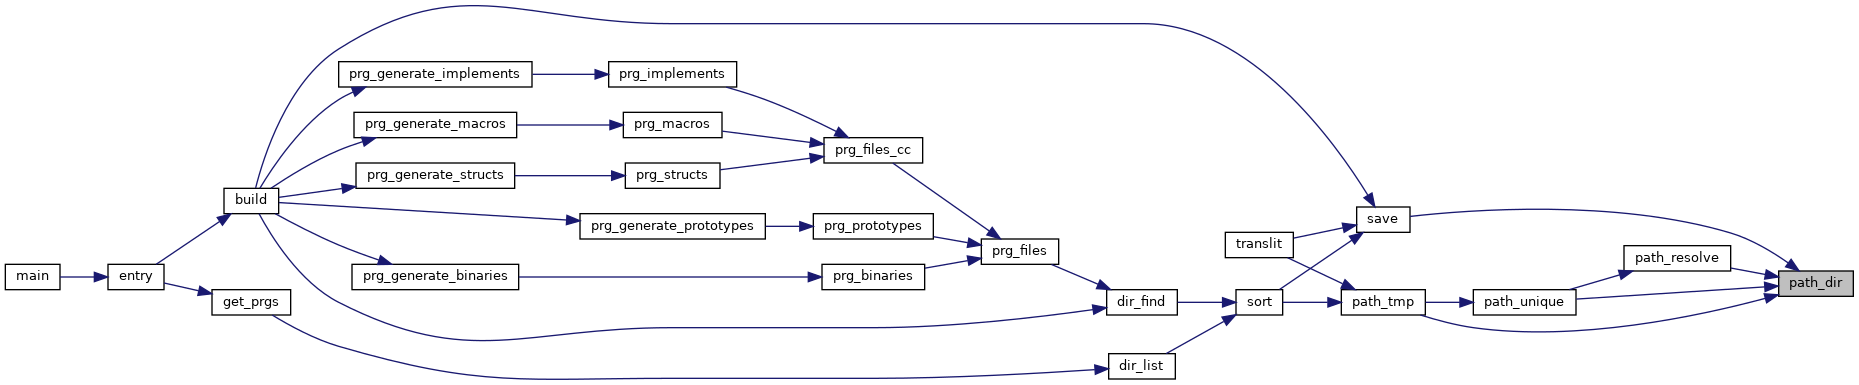 main
entry
build
get_prgs
prg_generate_implements
prg_generate_macros
prg_generate_structs
prg_generate_prototypes
prg_generate_binaries
prg_implements
prg_macros
prg_structs
prg_prototypes
prg_binaries
prg_files_cc
prg_files
dir_find
dir_list
translit
sort
save
path_tmp
path_unique
path_resolve
path_dir